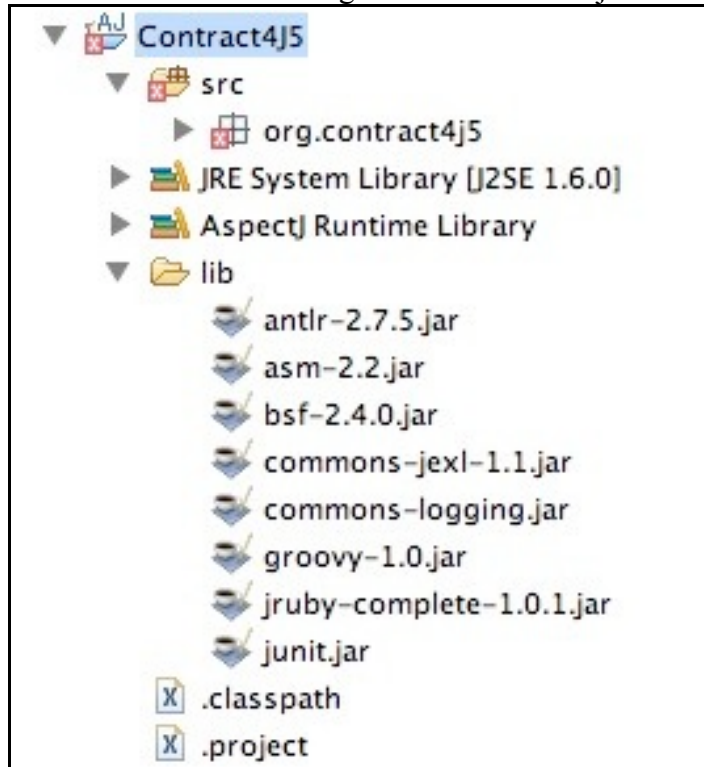 AJ Contract4J5
src
org.contract4j5
JRE System Library [J2SE 1.6.0]
AspectJ Runtime Library
lib
antlr-2.7.5.jar
asm-2.2.jar
bsf-2.4.0.jar
commons-jexl-1.1.jar
commons-logging.jar
groovy-1.0.jar
jruby-complete-1.0.1.jar
junit.jar
X .classpath
X .project